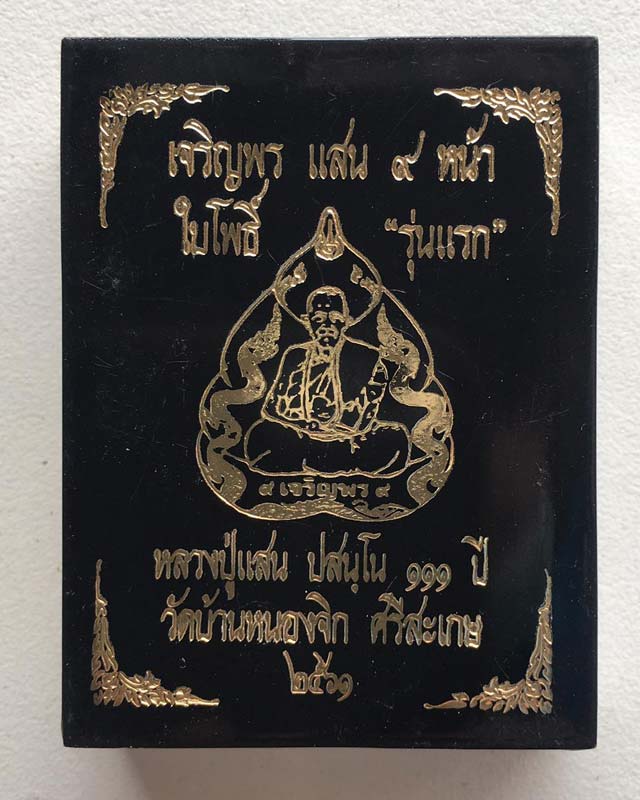 เจริญพร แสน ๙ หน้า
ใบโพธิ์ "รุ่นแรก"
๙ เจริญพร ๙
หลวงปู่แสน ปสนฺโน ๑๑๑ ปี
วัดบ้านหนองจิก ศรีสะเกษ
๒๕๖๑